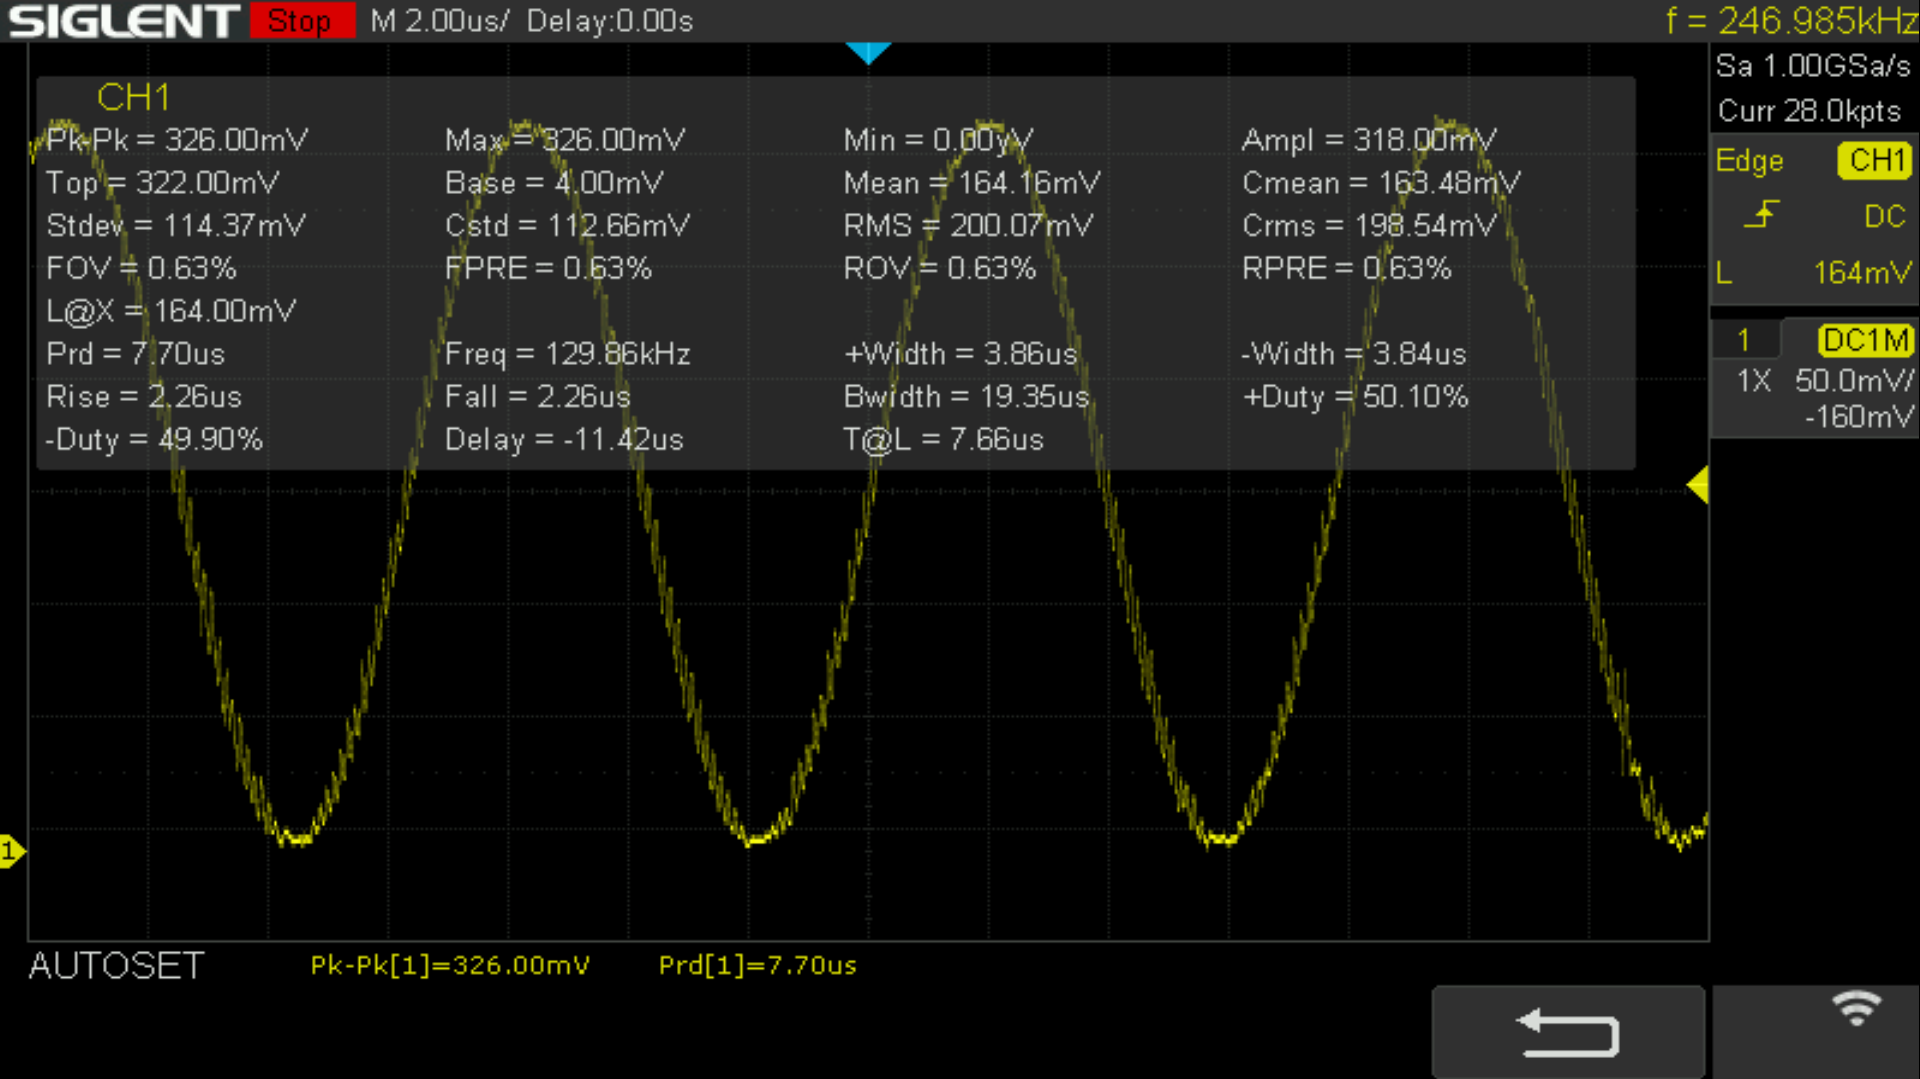 SIGLENT Stop M 2.00us/ Delay:0.00s f = 246.985kHz
Sa 1.00GSa/s
Curr 28.0kpts
CH1
Pk-Pk = 326.00mV Max = 326.00mV Min = 0.00yV Ampl = 318.00mV
Top = 322.00mV Base = 4.00mV Mean = 164.16mV Cmean = 163.48mV
Stdev = 114.37mV Cstd = 112.66mV RMS = 200.07mV Crms = 198.54mV
FOV = 0.63% FPRE = 0.63% ROV = 0.63% RPRE = 0.63%
L@X = 164.00mV
Prd = 7.70us Freq = 129.86kHz +Width = 3.86us -Width = 3.84us
Rise = 2.26us Fall = 2.26us Bwidth = 19.35us +Duty = 50.10%
-Duty = 49.90% Delay = -11.42us T@L = 7.66us
Edge CH1
DC
L 164mV
1 DC1M
1X 50.0mV/
-160mV
1
AUTOSET Pk-Pk[1]=326.00mV Prd[1]=7.70us